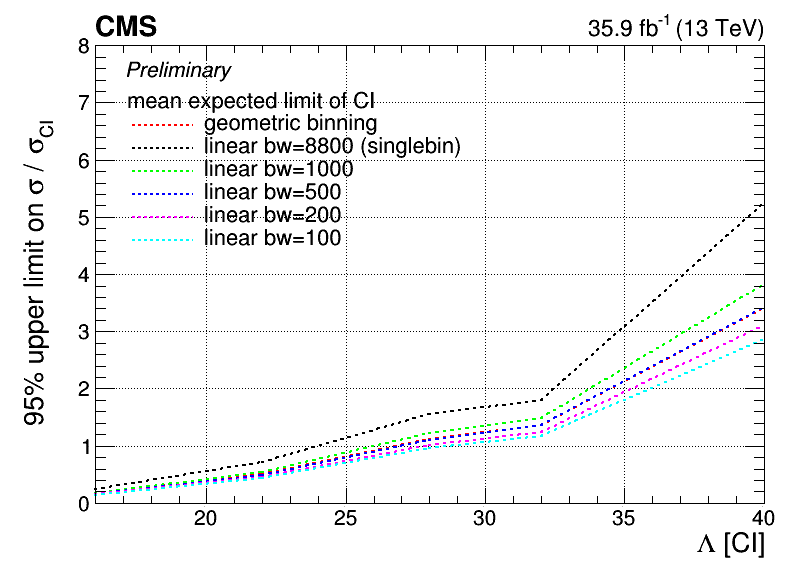 CMS 35.9 fb⁻¹ (13 TeV)
Preliminary
mean expected limit of CI
geometric binning
linear bw=8800 (singlebin)
linear bw=1000
linear bw=500
linear bw=200
linear bw=100
95% upper limit on σ / σ_CI
8
7
6
5
4
3
2
1
0
20 25 30 35 40
Λ [CI]